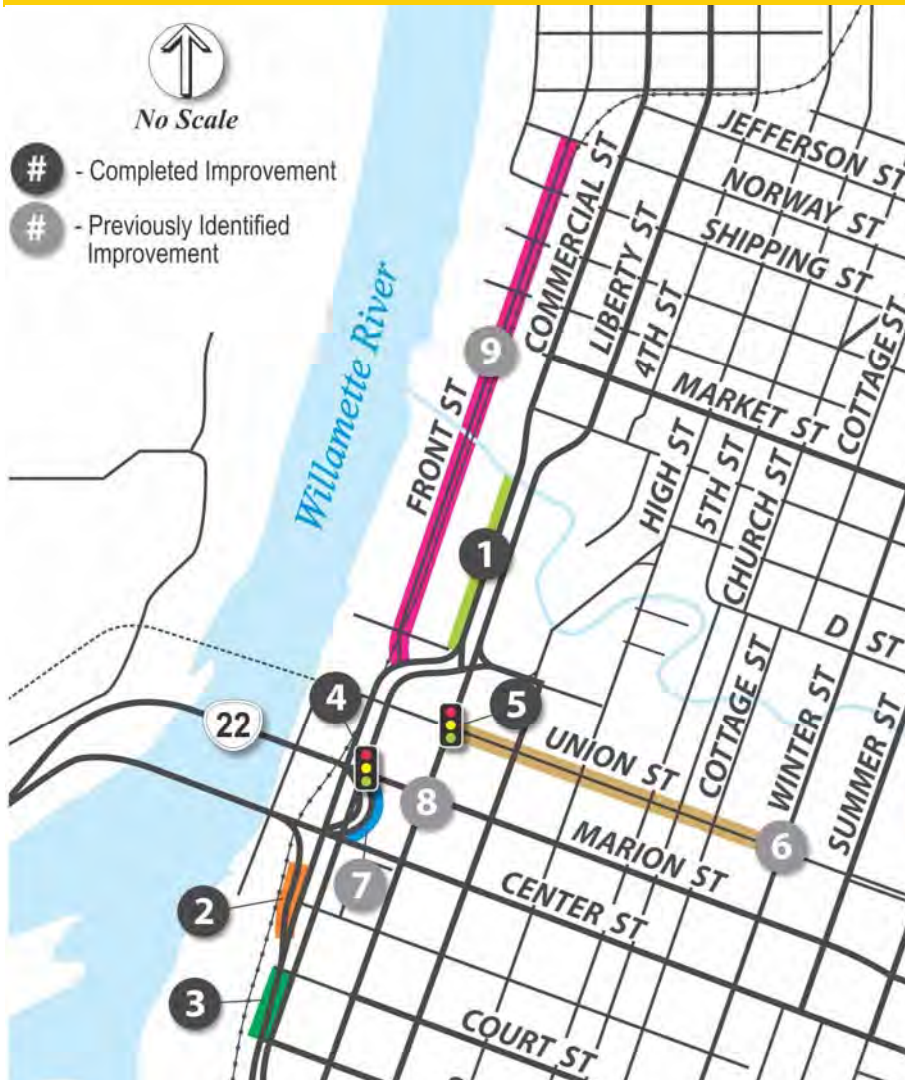 No Scale
# - Completed Improvement
# - Previously Identified
Improvement
Willamette River
FRONT ST
COMMERCIAL ST
LIBERTY ST
4TH ST
JEFFERSON ST
NORWAY ST
SHIPPING ST
COTTAGE ST
MARKET ST
HIGH ST
5TH ST
CHURCH ST
D ST
COTTAGE ST
WINTER ST
SUMMER ST
UNION ST
MARION ST
CENTER ST
COURT ST
9
1
4
5
22
8
6
7
2
3